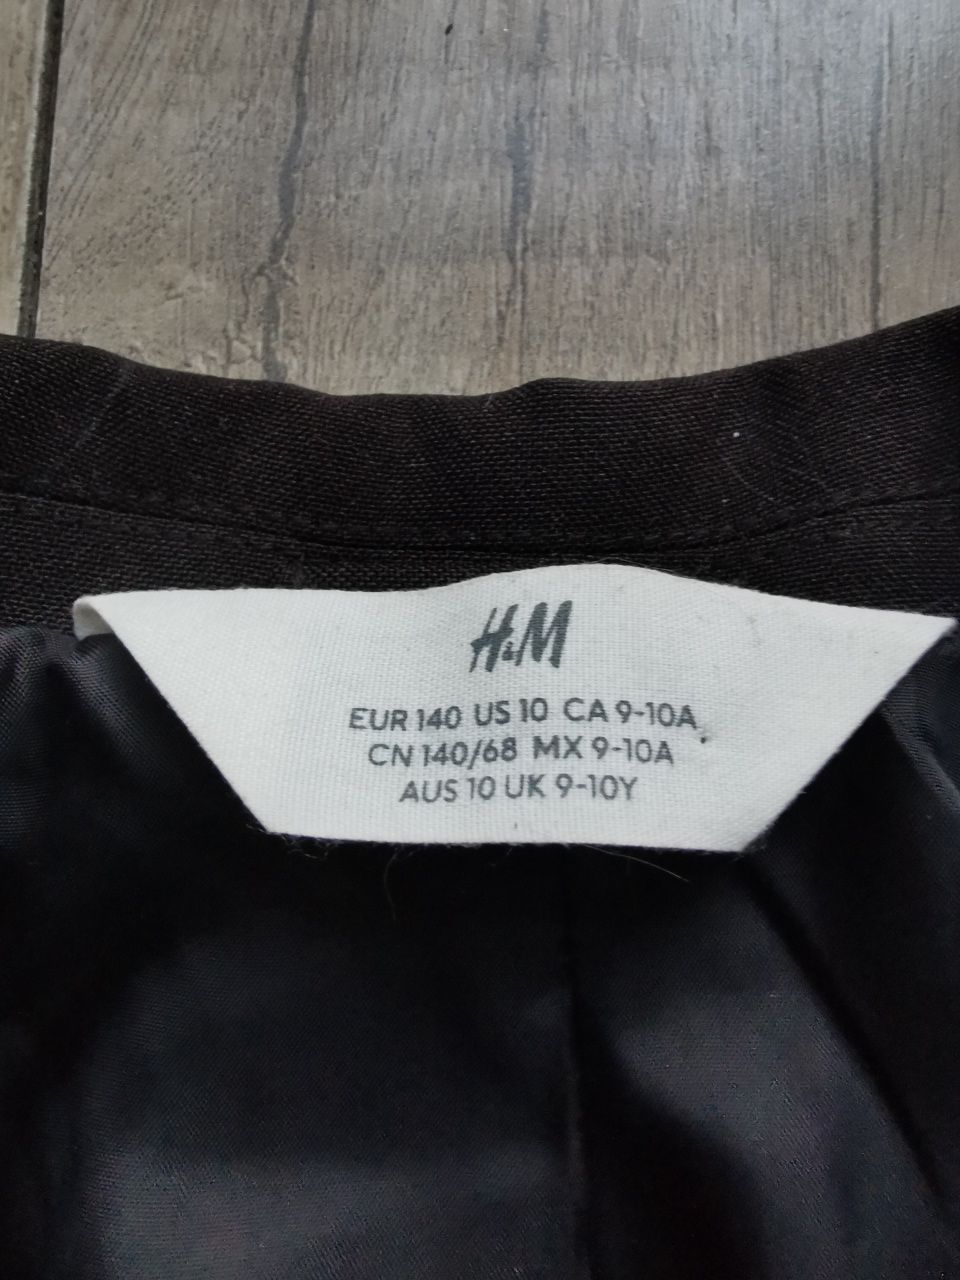 H&M
EUR 140 US 10 CA 9-10A
CN 140/68 MX 9-10A
AUS 10 UK 9-10Y